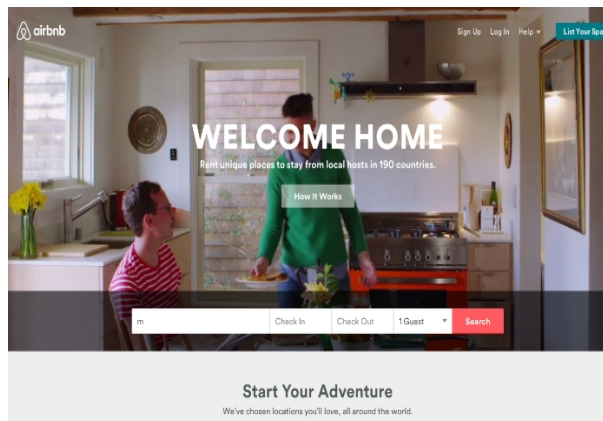 airbnb
Sign Up Log In Help List Your Spa
WELCOME HOME
Rent unique places to stay from local hosts in 190 countries.
How It Works
m Check In Check Out 1 Guest Search
Start Your Adventure
We've chosen locations you'll love, all around the world.